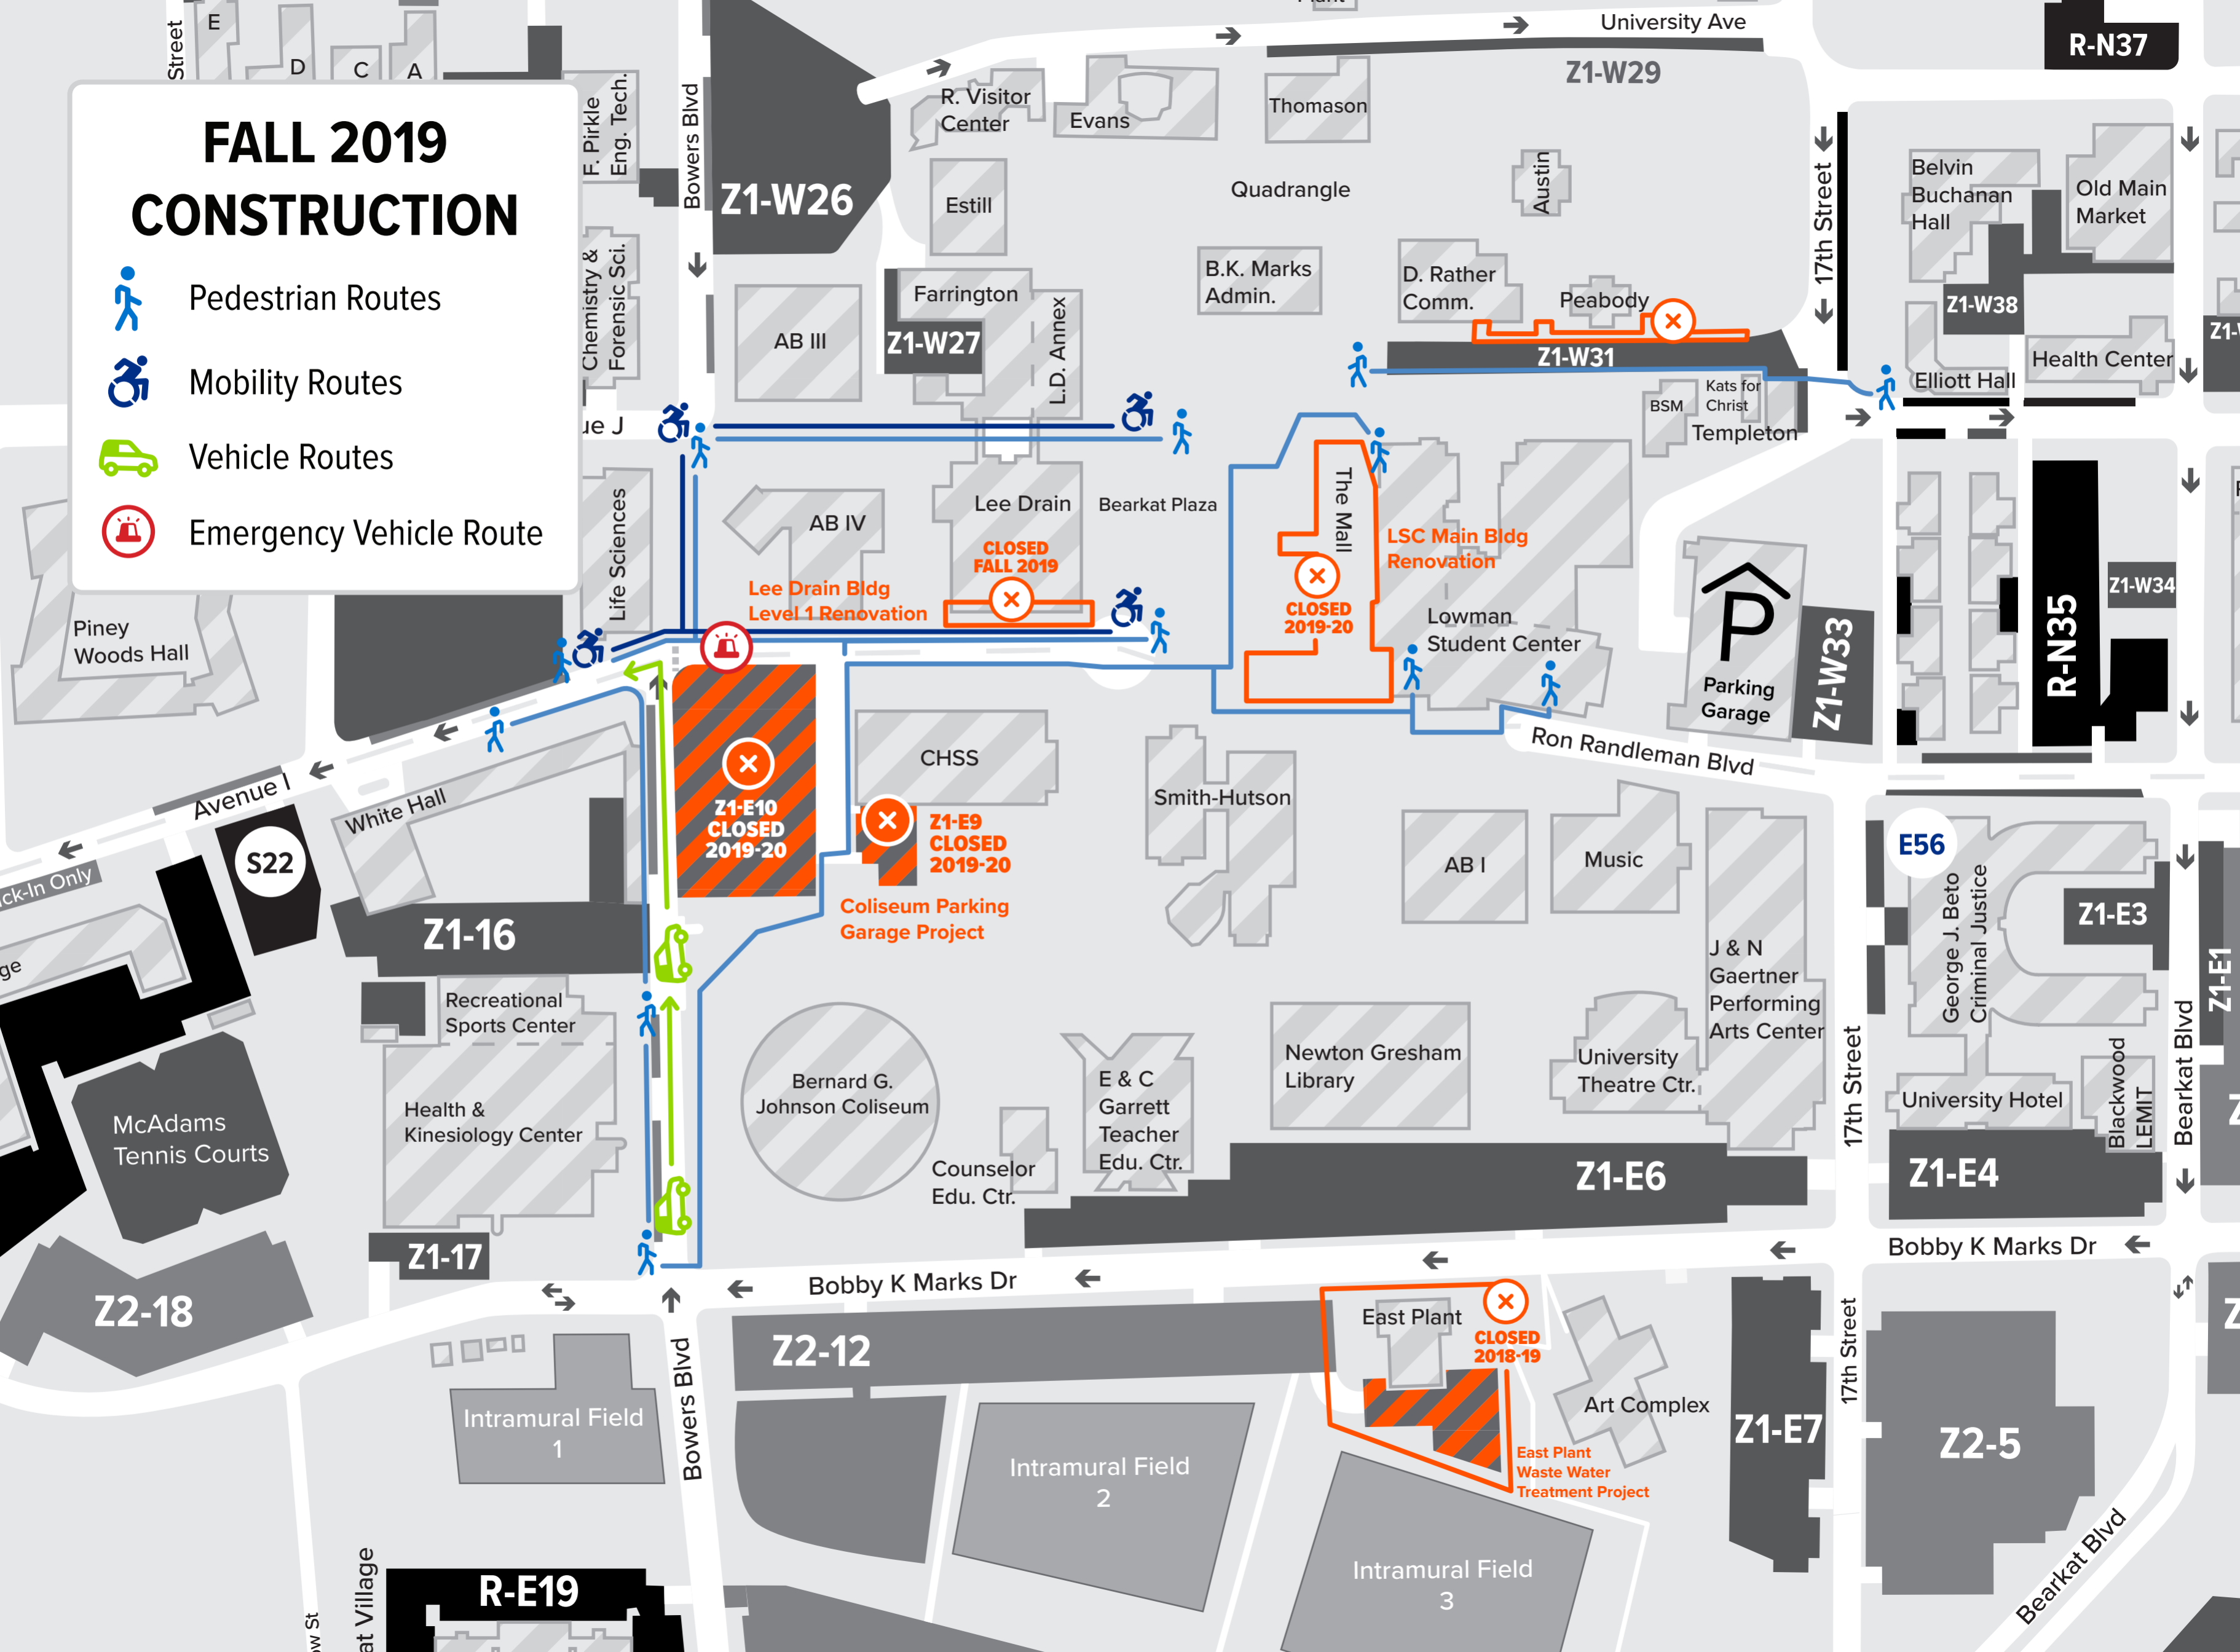 FALL 2019
CONSTRUCTION
Pedestrian Routes
Mobility Routes
Vehicle Routes
Emergency Vehicle Route
Street
E
D
C
A
F. Pirkle
Eng. Tech.
Bowers Blvd
Z1-W26
University Ave
Z1-W29
R-N37
R. Visitor
Center
Evans
Thomason
Estill
Quadrangle
Austin
17th Street
Belvin
Buchanan
Hall
Old Main
Market
Z1-W38
Chemistry &
Forensic Sci.
AB III
Farrington
Z1-W27
L.D. Annex
B.K. Marks
Admin.
D. Rather
Comm.
Peabody
Z1-W31
Kats for
Christ
BSM
Templeton
Elliott Hall
Health Center
ue J
Life Sciences
AB IV
Lee Drain
Bearkat Plaza
CLOSED
FALL 2019
Lee Drain Bldg
Level 1 Renovation
The Mall
LSC Main Bldg
Renovation
CLOSED
2019-20
Lowman
Student Center
P
Parking
Garage
Z1-W33
R-N35
Z1-W34
Piney
Woods Hall
Avenue I
White Hall
S22
ck-In Only
ge
Z1-16
Z1-E10
CLOSED
2019-20
CHSS
Z1-E9
CLOSED
2019-20
Coliseum Parking
Garage Project
Smith-Hutson
Ron Randleman Blvd
AB I
Music
J & N
Gaertner
Performing
Arts Center
E56
George J. Beto
Criminal Justice
Z1-E3
Z1-E1
Recreational
Sports Center
Health &
Kinesiology Center
McAdams
Tennis Courts
Bernard G.
Johnson Coliseum
Counselor
Edu. Ctr.
E & C
Garrett
Teacher
Edu. Ctr.
Newton Gresham
Library
University
Theatre Ctr.
17th Street
University Hotel
Blackwood
LEMIT
Bearkat Blvd
Z1-E6
Z1-E4
Z1-17
Z2-18
Bobby K Marks Dr
Bobby K Marks Dr
Z2-12
East Plant
CLOSED
2018-19
Art Complex
East Plant
Waste Water
Treatment Project
Z1-E7
17th Street
Z2-5
Bearkat Blvd
Intramural Field
1
Bowers Blvd
Intramural Field
2
Intramural Field
3
R-E19
at Village
w St